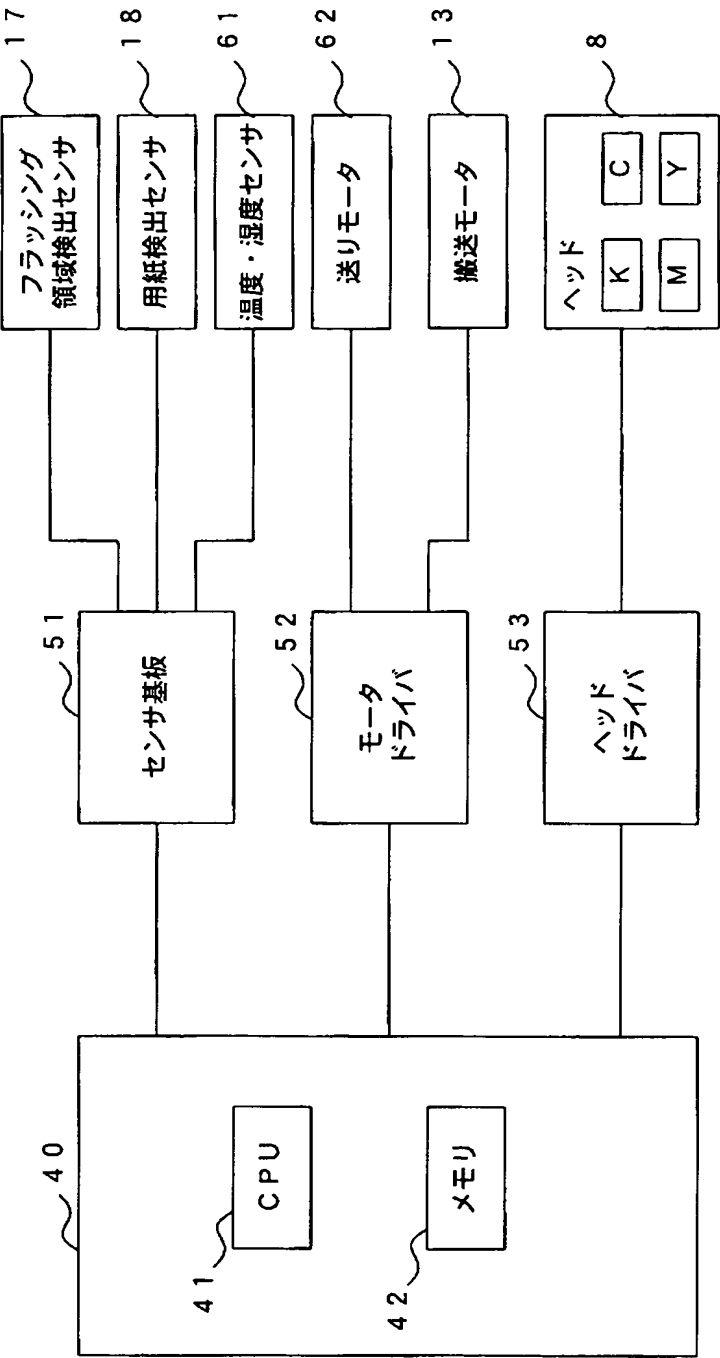 40
41
CPU
42
メモリ
51
センサ基板
52
モータ
ドライバ
53
ヘッド
ドライバ
フラッシング
領域検出センサ
17
用紙検出センサ
18
温度・湿度センサ
61
送りモータ
62
搬送モータ
13
ヘッド
8
K C
M Y